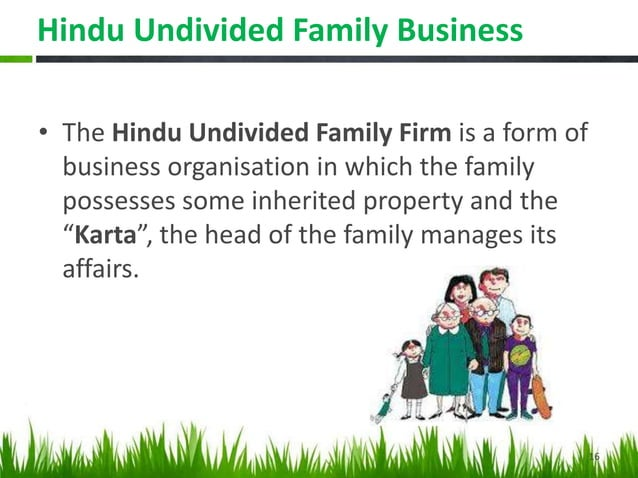 Hindu Undivided Family Business
• The Hindu Undivided Family Firm is a form of
business organisation in which the family
possesses some inherited property and the
“Karta”, the head of the family manages its
affairs.
16